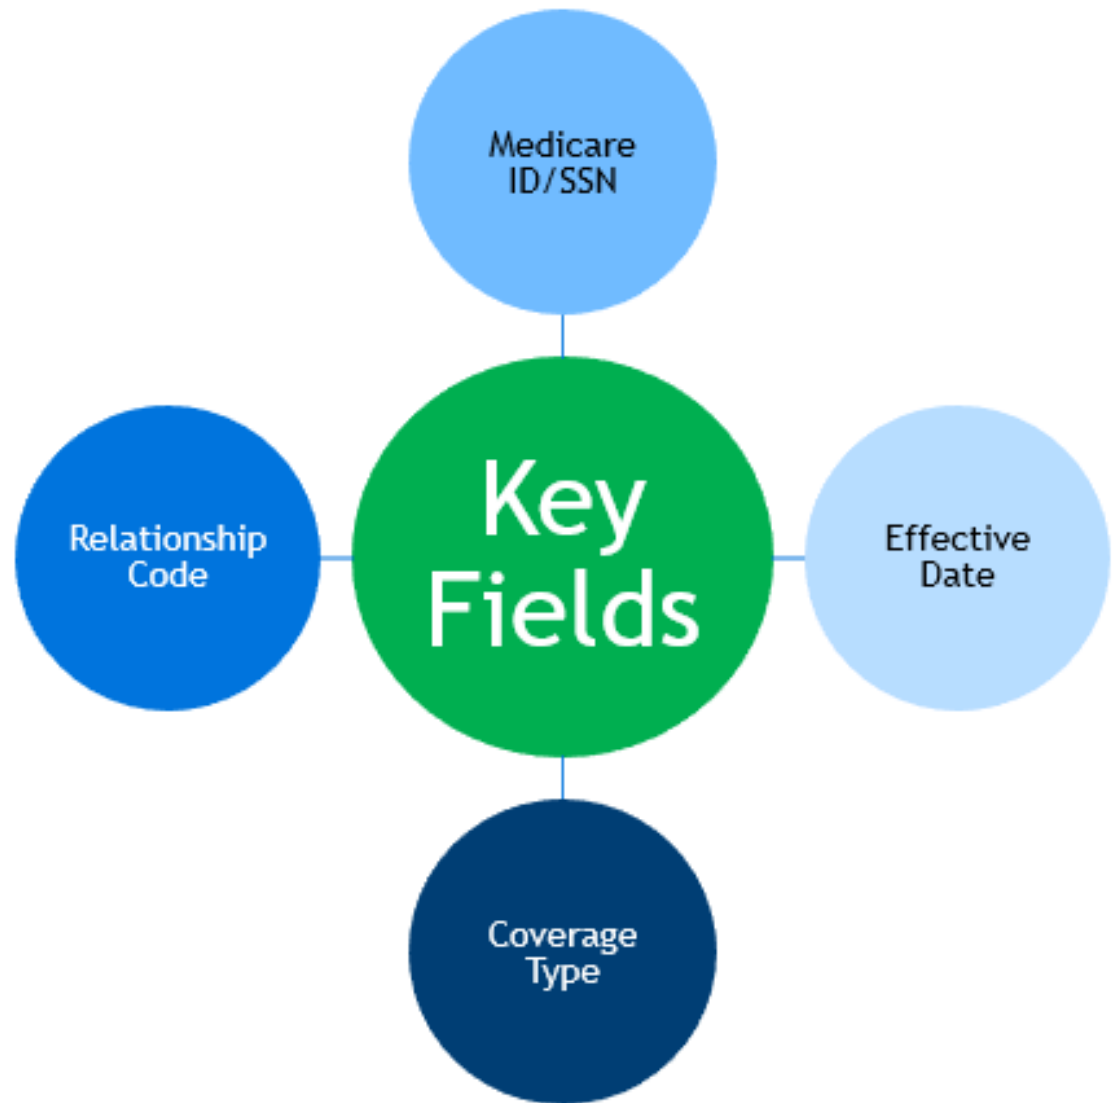 Medicare
ID/SSN
Relationship
Code
Key
Fields
Effective
Date
Coverage
Type